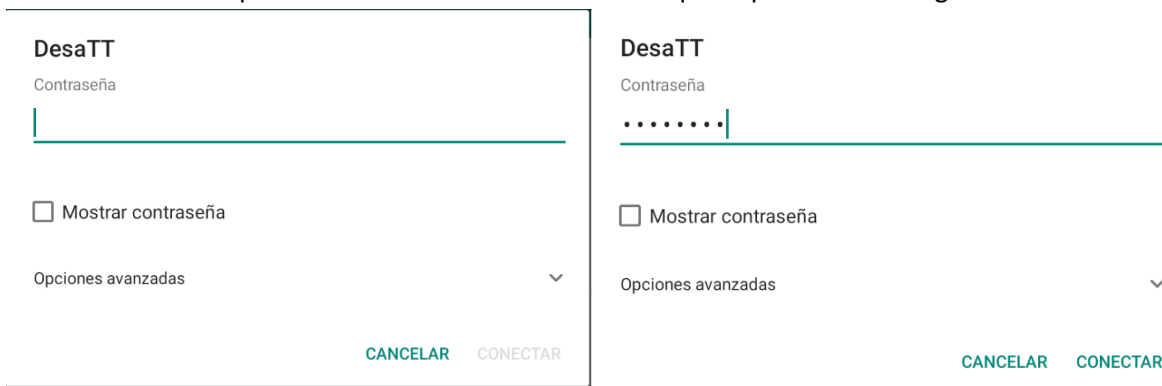 DesaTT
Contraseña
Mostrar contraseña
Opciones avanzadas
CANCELAR CONECTAR
DesaTT
Contraseña
••••••••
Mostrar contraseña
Opciones avanzadas
CANCELAR CONECTAR